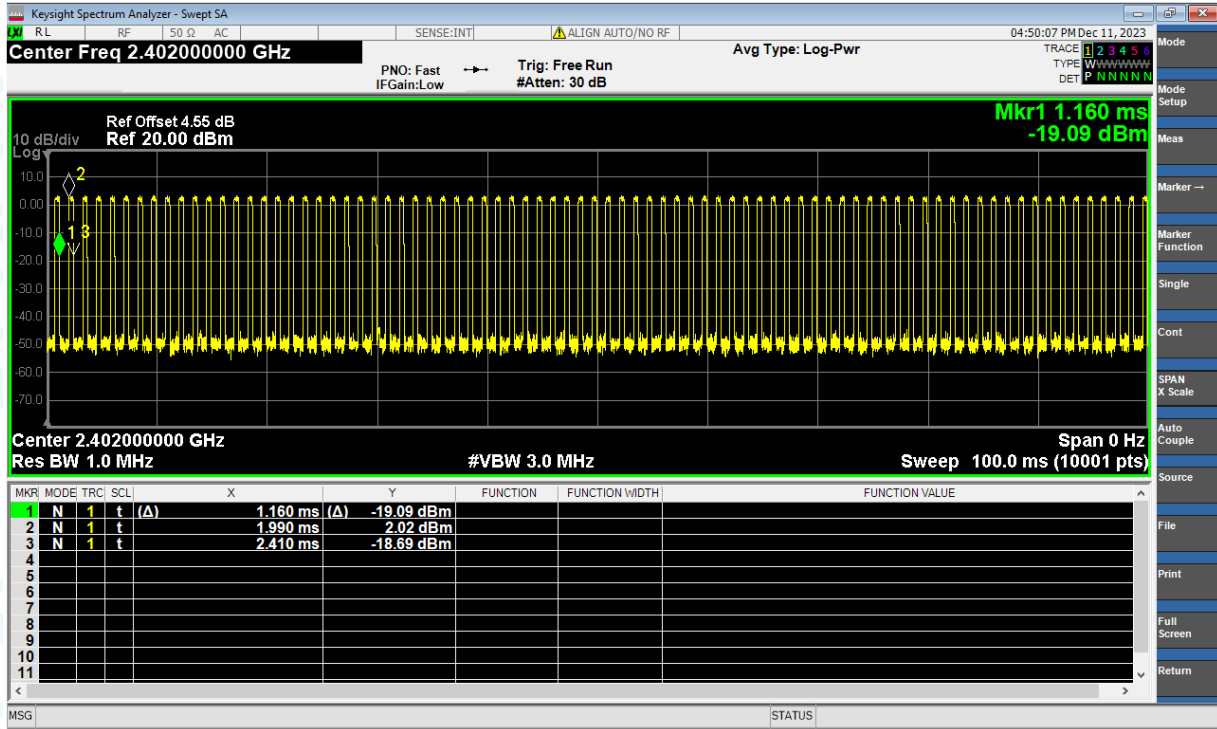 Keysight Spectrum Analyzer - Swept SA
LXI RL RF 50 Ω AC SENSE:INT ALIGN AUTO/NO RF 04:50:07 PM Dec 11, 2023
Center Freq 2.402000000 GHz
Avg Type: Log-Pwr
TRACE 1 2 3 4 5 6
TYPE WWWWWW
DET P N N N N N
PNO: Fast
IFGain:Low
Trig: Free Run
#Atten: 30 dB
Mkr1 1.160 ms
-19.09 dBm
Ref Offset 4.55 dB
10 dB/div Ref 20.00 dBm
Log
10.0
0.00
-10.0
-20.0
-30.0
-40.0
-50.0
-60.0
-70.0
2
1 3
Center 2.402000000 GHz Span 0 Hz
Res BW 1.0 MHz #VBW 3.0 MHz Sweep 100.0 ms (10001 pts)
MKR MODE TRC SCL X Y FUNCTION FUNCTION WIDTH FUNCTION VALUE
1 N 1 t (Δ) 1.160 ms (Δ) -19.09 dBm
2 N 1 t 1.990 ms 2.02 dBm
3 N 1 t 2.410 ms -18.69 dBm
4
5
6
7
8
9
10
11
MSG STATUS
Mode
Mode
Setup
Meas
Marker→
Marker
Function
Single
Cont
SPAN
X Scale
Auto
Couple
Source
File
Print
Full
Screen
Return